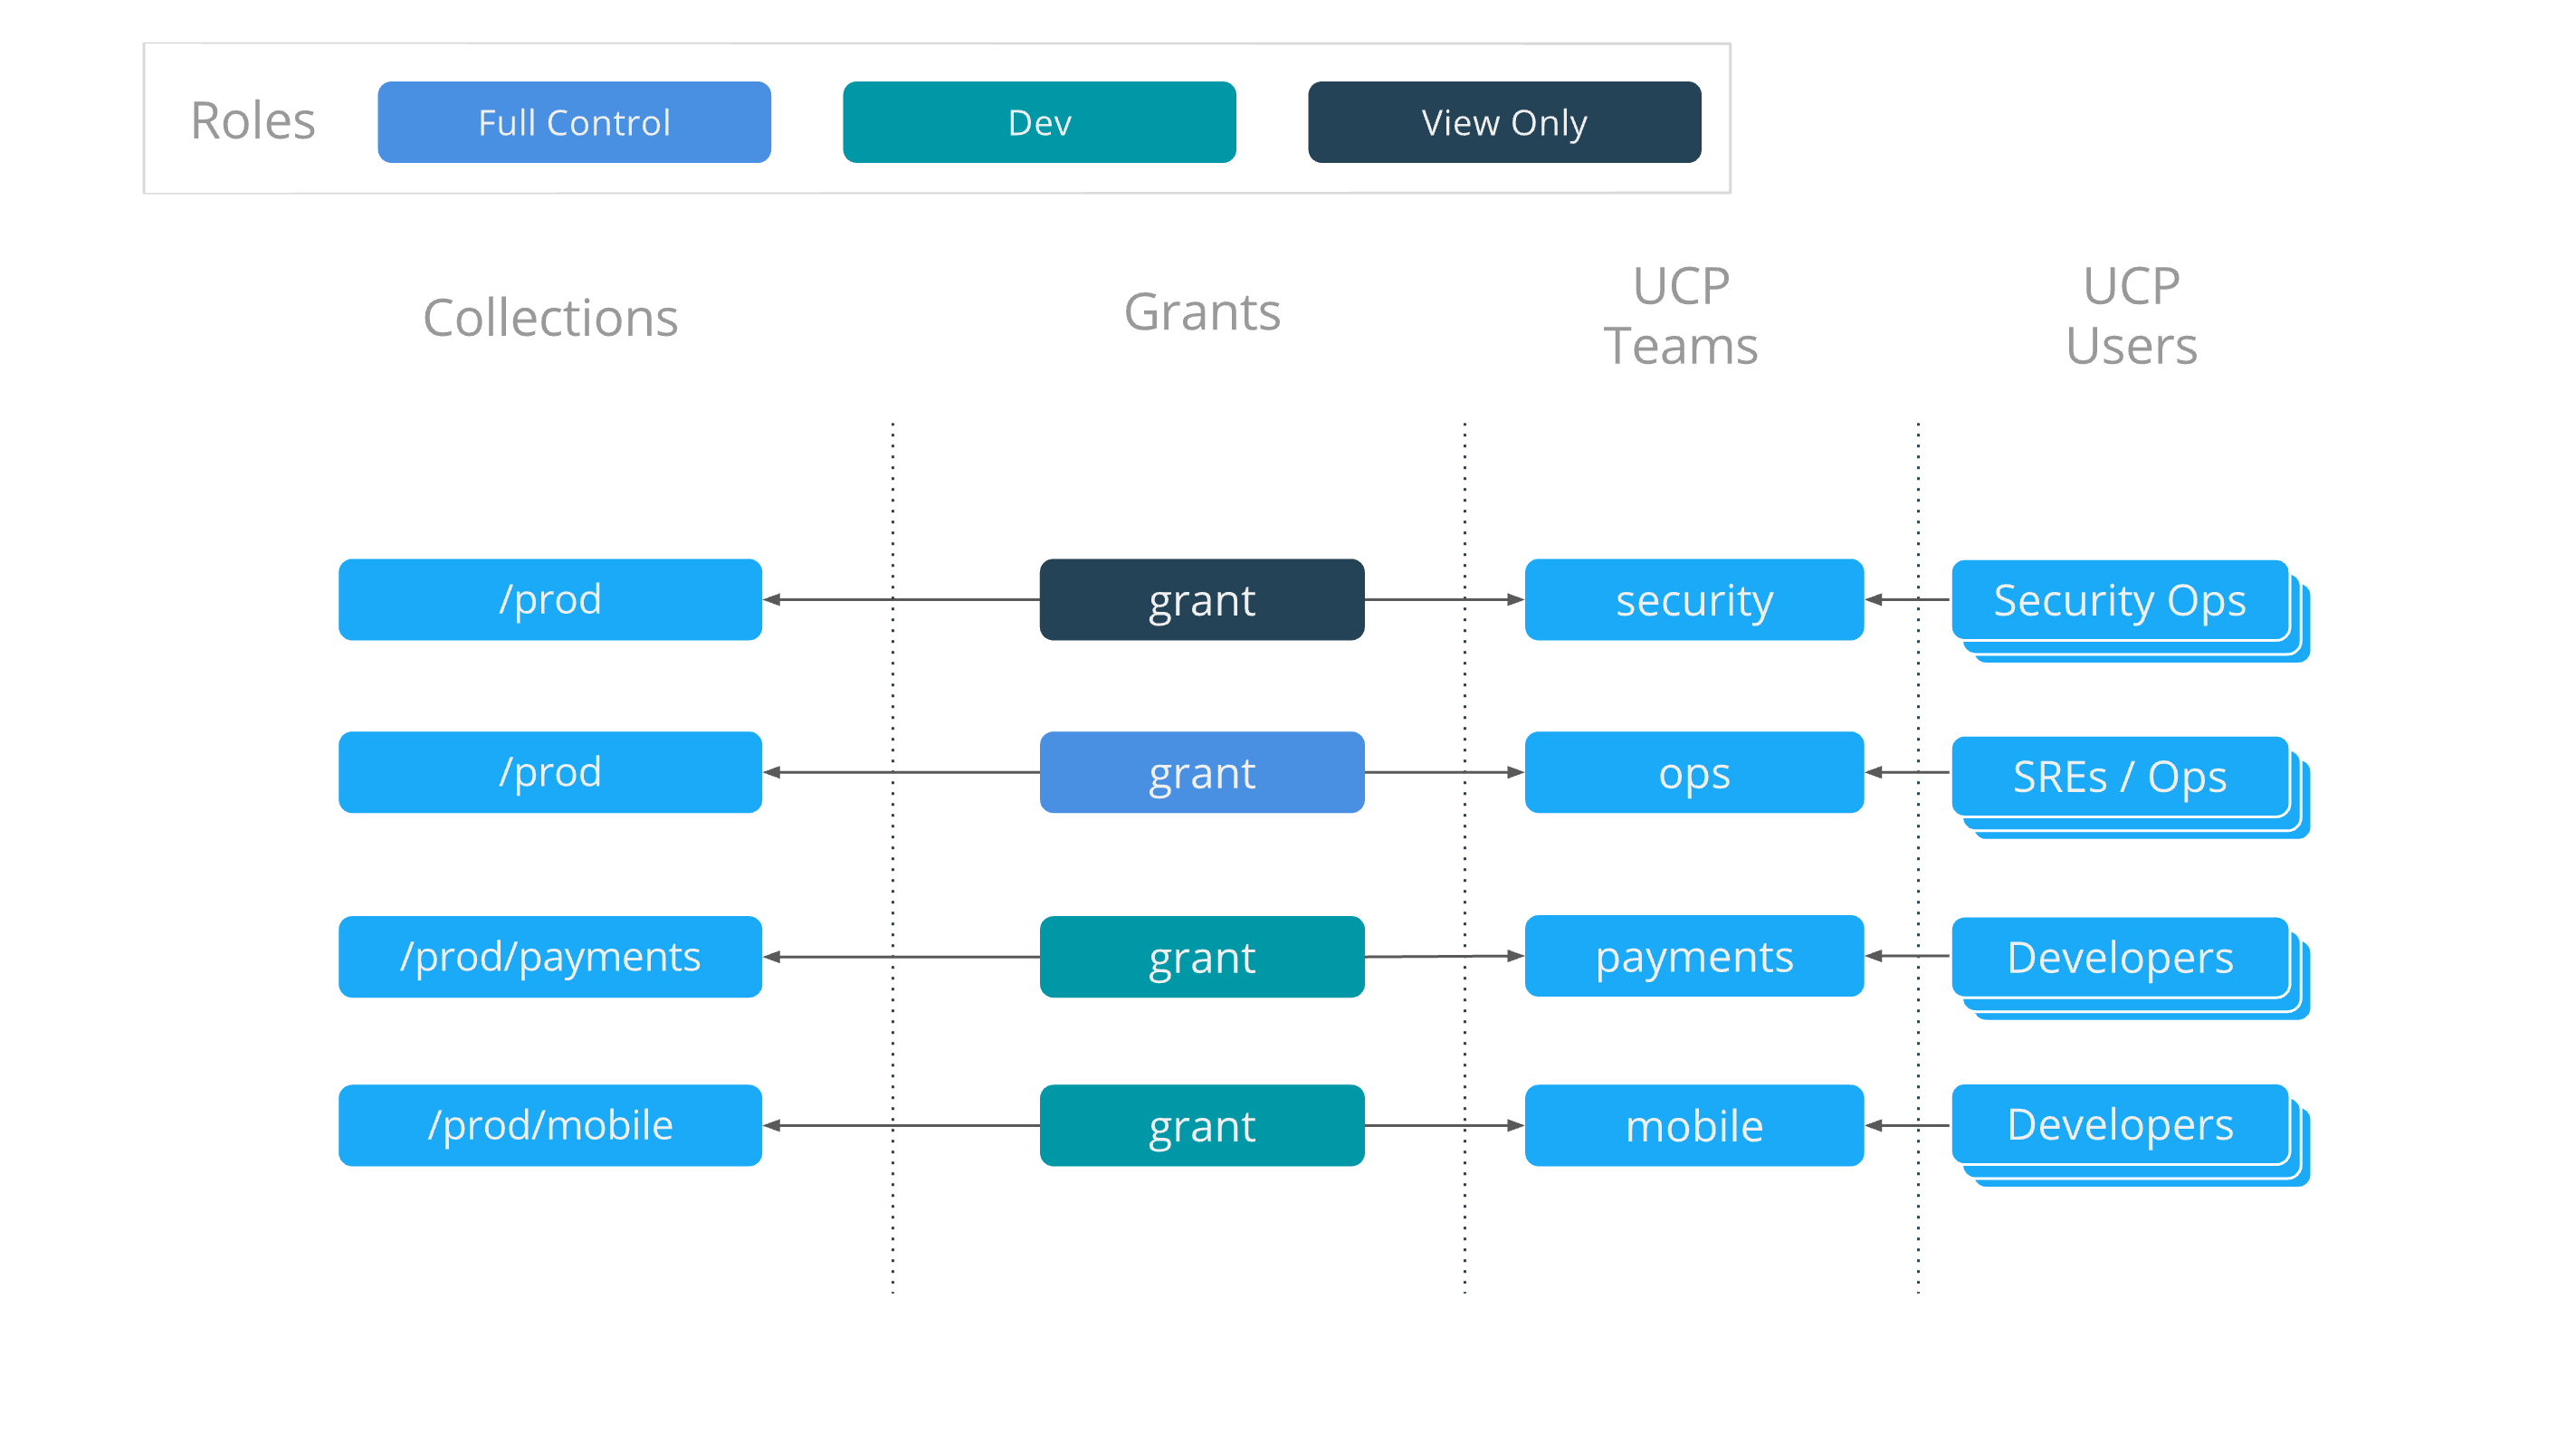 Roles
Full Control
Dev
View Only
Collections
Grants
UCP
Teams
UCP
Users
/prod
grant
security
Security Ops
/prod
grant
ops
SREs / Ops
/prod/payments
grant
payments
Developers
/prod/mobile
grant
mobile
Developers